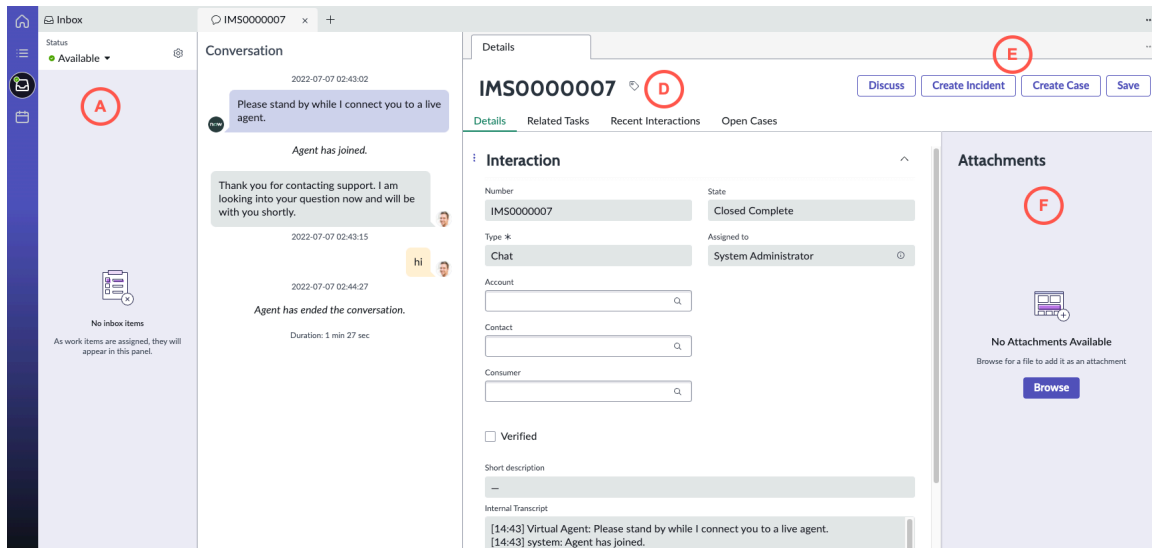 Inbox
IMS0000007 × +
Status
Available
A
No inbox items
As work items are assigned, they will
appear in this panel.
Conversation
2022-07-07 02:43:02
Please stand by while I connect you to a live
agent.
now
Agent has joined.
Thank you for contacting support. I am
looking into your question now and will be
with you shortly.
2022-07-07 02:43:15
hi
2022-07-07 02:44:27
Agent has ended the conversation.
Duration: 1 min 27 sec
Details
E
IMS0000007
D
Discuss
Create Incident
Create Case
Save
Details
Related Tasks
Recent Interactions
Open Cases
Interaction
Number
IMS0000007
State
Closed Complete
Type *
Chat
Assigned to
System Administrator
Account
Contact
Consumer
Verified
Short description
—
Internal Transcript
[14:43] Virtual Agent: Please stand by while I connect you to a live agent.
[14:43] system: Agent has joined.
Attachments
F
No Attachments Available
Browse for a file to add it as an attachment
Browse